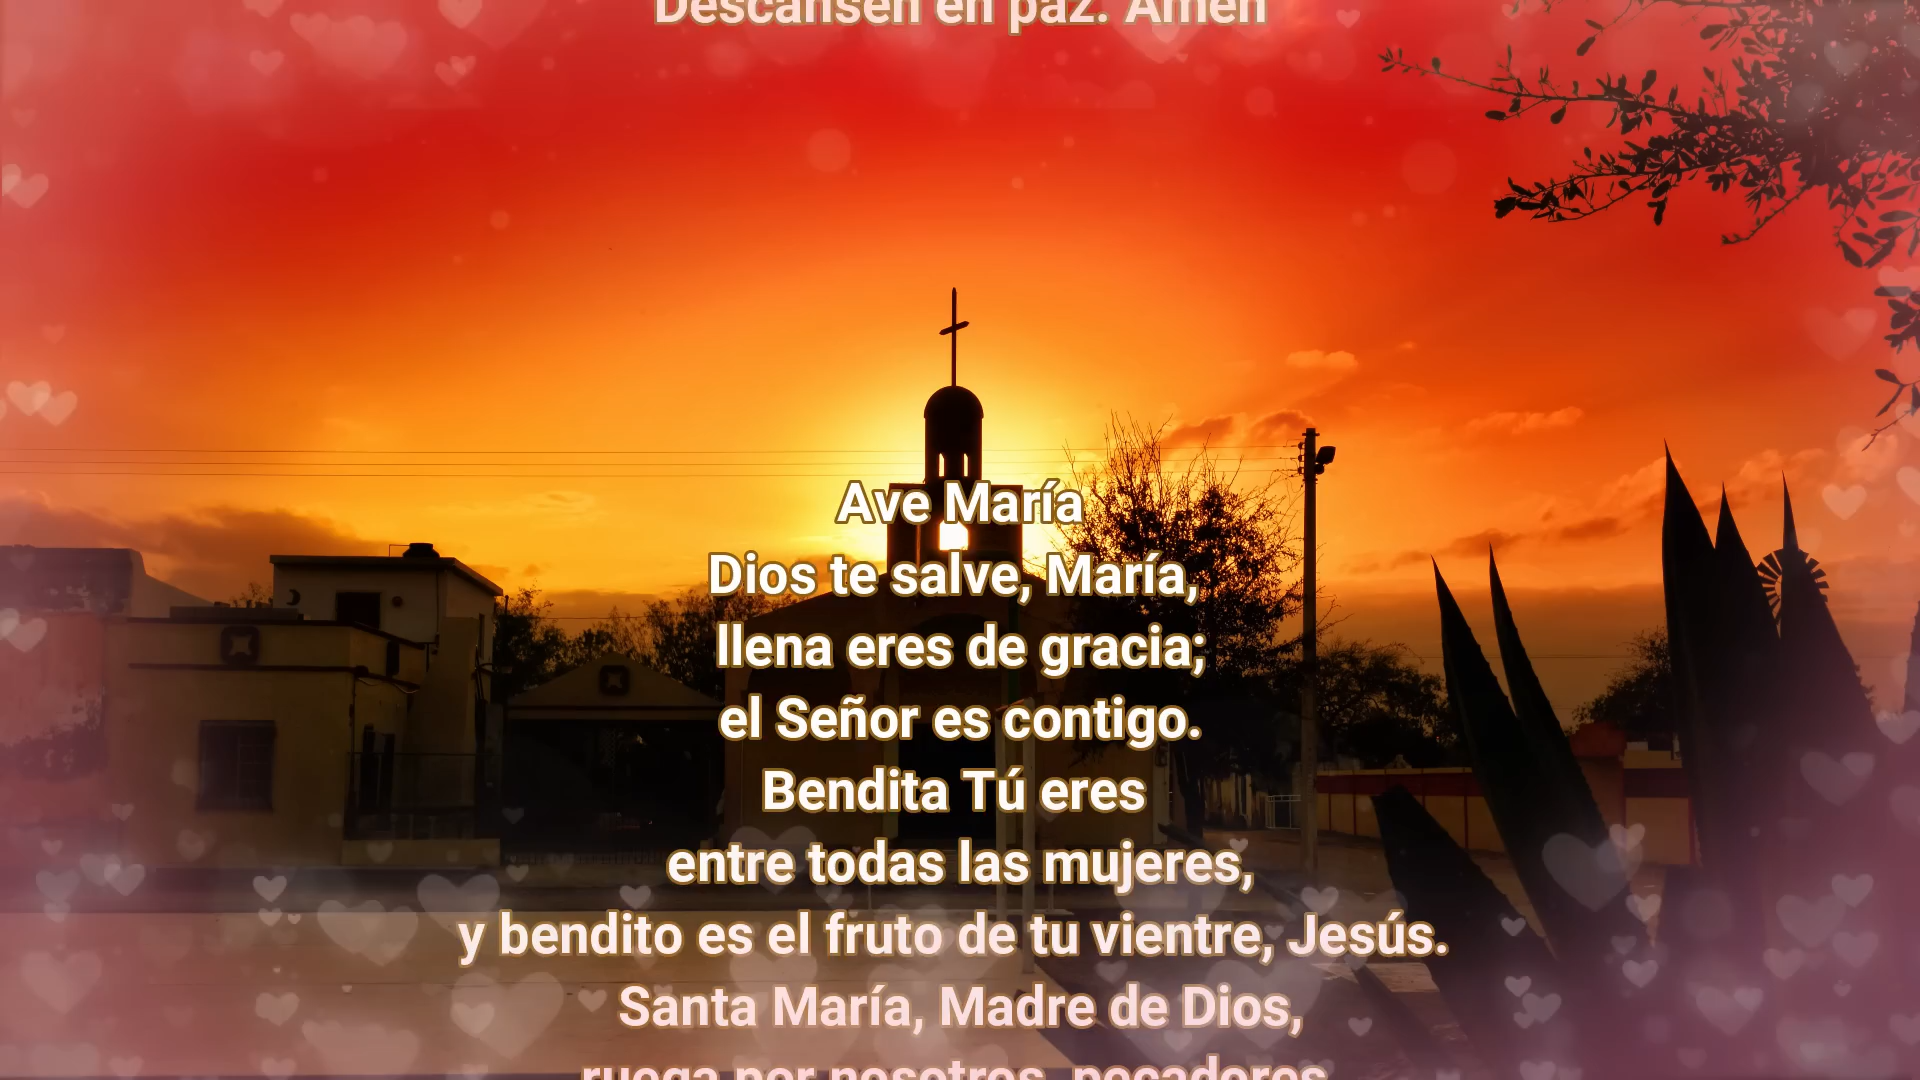 Descansen en paz. Amén
Ave María
Dios te salve, María,
llena eres de gracia;
el Señor es contigo.
Bendita Tú eres
entre todas las mujeres,
y bendito es el fruto de tu vientre, Jesús.
Santa María, Madre de Dios,
ruega por nosotros, pecadores,